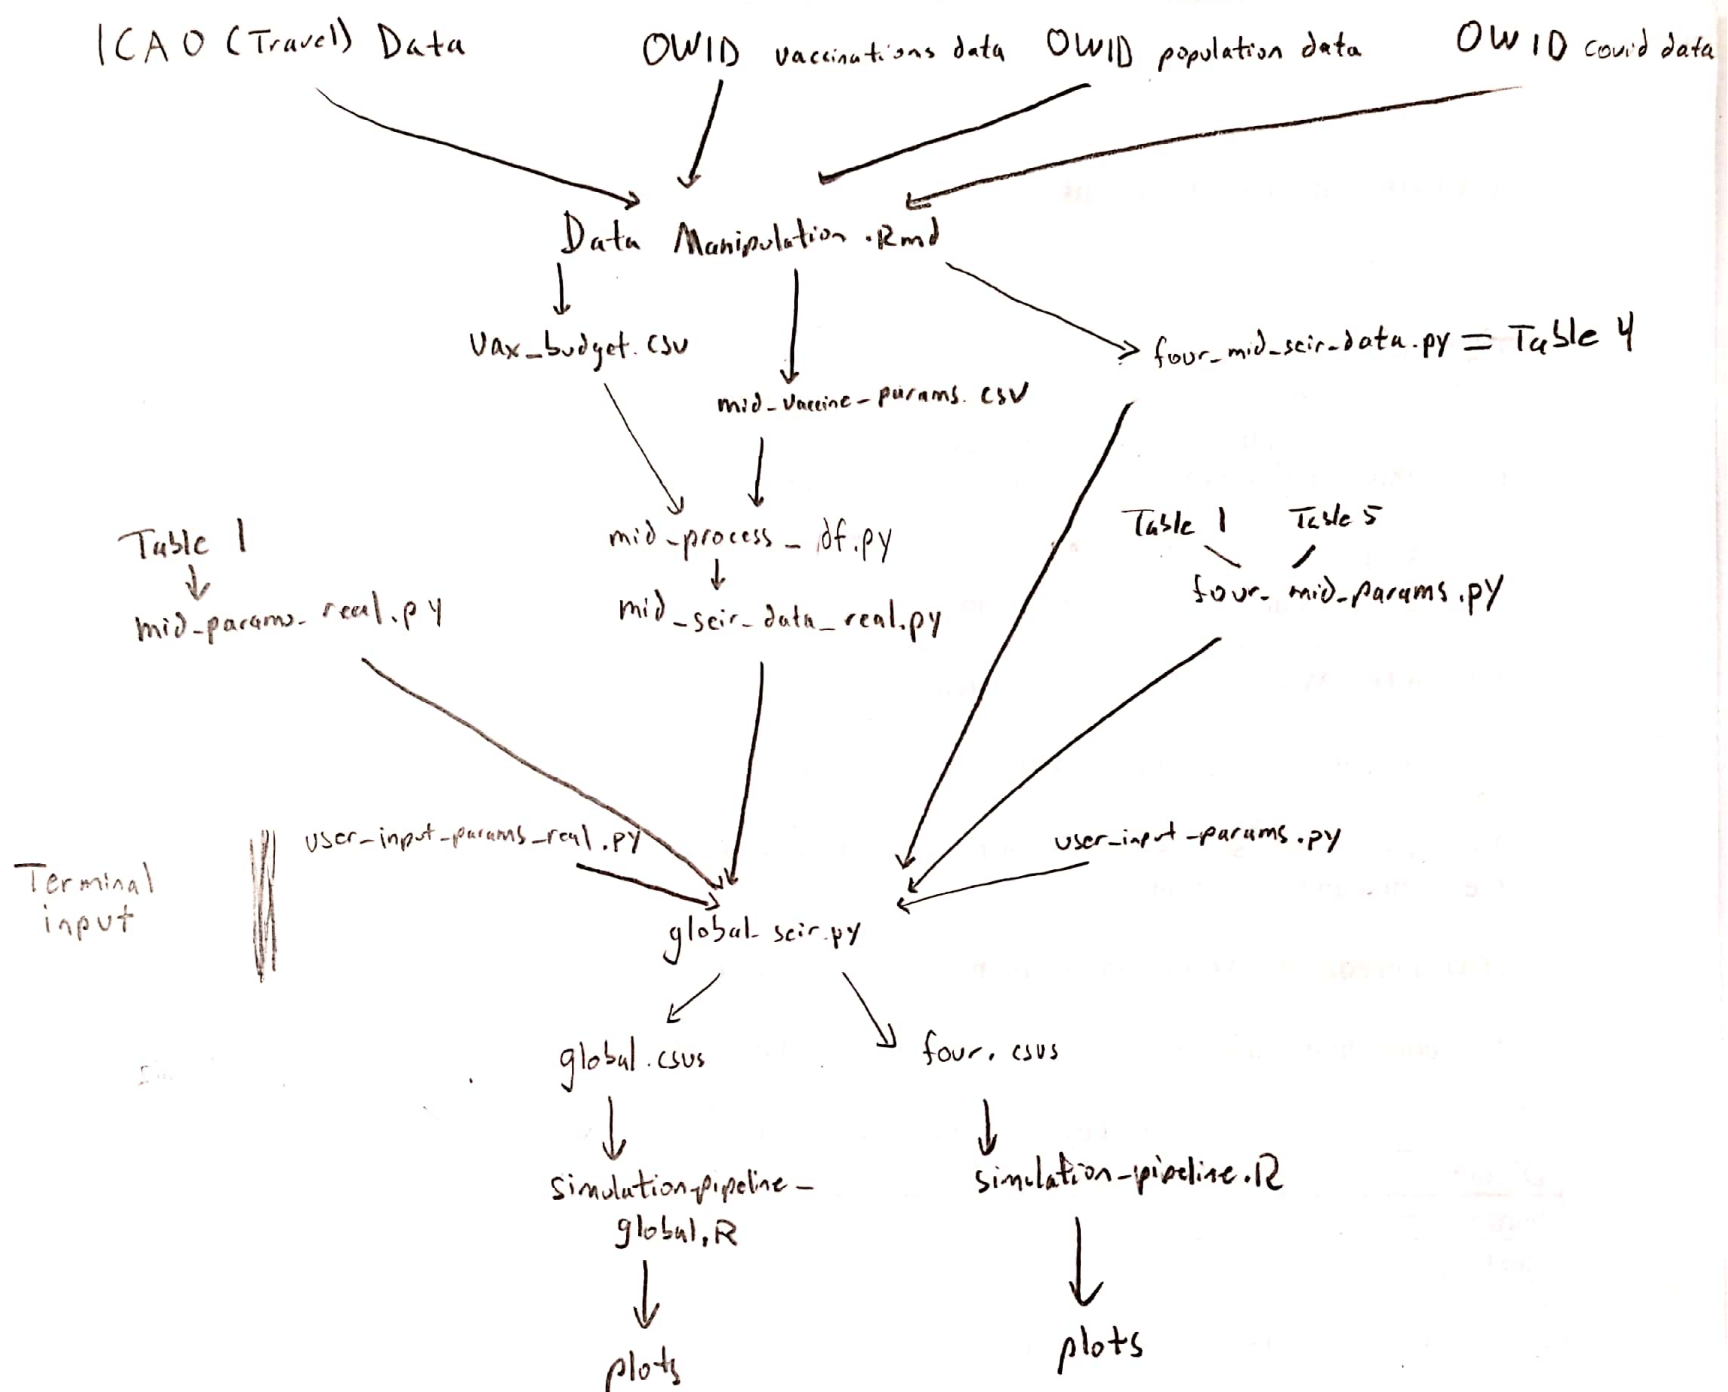 ICAO (Travel) Data
OWID vaccinations data
OWID population data
OWID covid data
Data Manipulation.Rmd
vax_budget.csv
four_mid_seir_data.py = Table 4
mid_vaccine_params.csv
Table 1
Table 5
Table 1
mid_process_df.py
four_mid_params.py
mid_params_real.py
mid_seir_data_real.py
user_input_params_real.py
user_input_params.py
Terminal
input
global_seir.py
global.csvs
four.csvs
simulation_pipeline_
global.R
simulation_pipeline.R
plots
plots